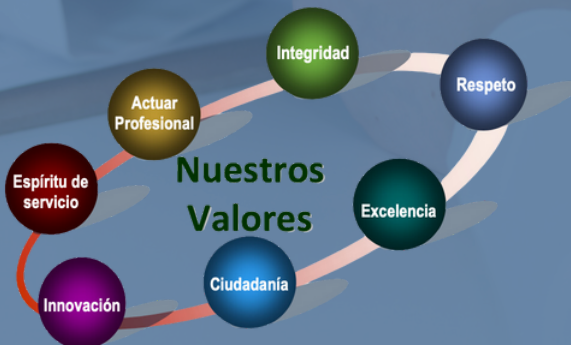 Integridad
Respeto
Actuar
Profesional
Nuestros
Valores
Espíritu de
servicio
Excelencia
Ciudadanía
Innovación